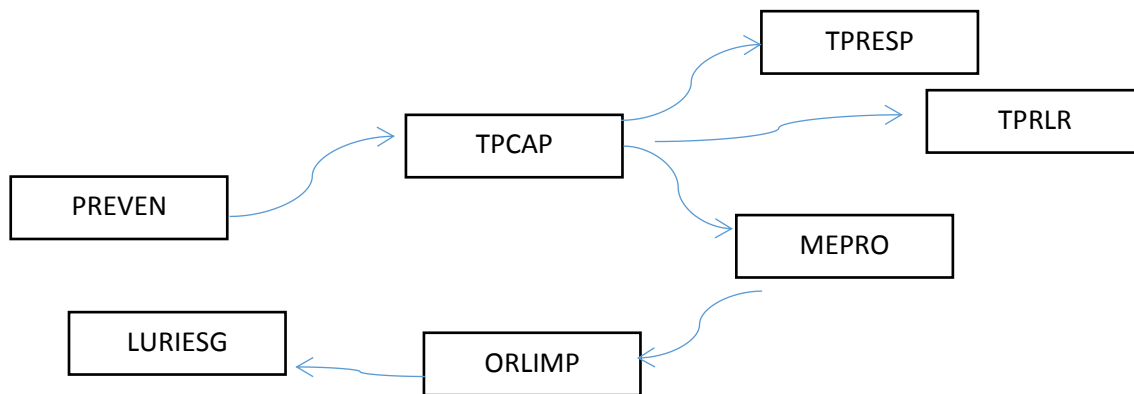 TPRESP
TPRLR
TPCAP
PREVEN
MEPRO
LURIESG
ORLIMP